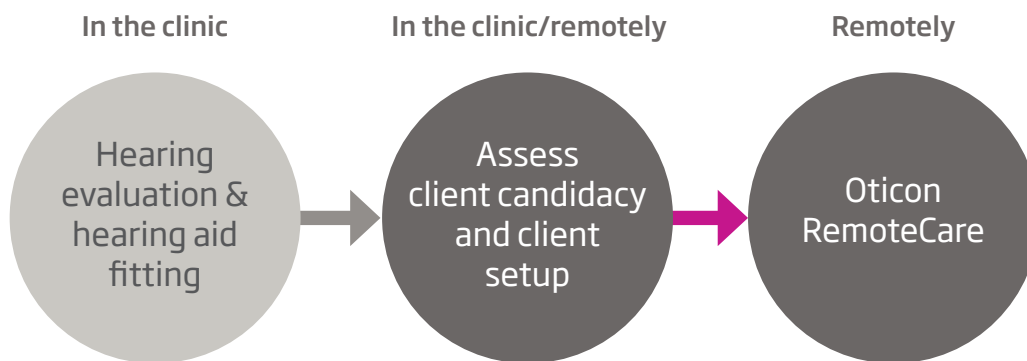 In the clinic
In the clinic/remotely
Remotely
Hearing
evaluation &
hearing aid
fitting
Assess
client candidacy
and client
setup
Oticon
RemoteCare